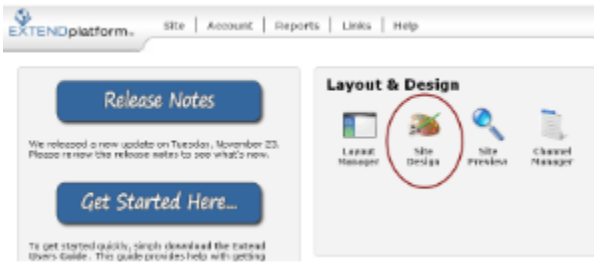 EXTENDplatform™
Site | Account | Reports | Links | Help
Release Notes
We released a new update on Tuesday, November 23.
Please review the release notes to see what's new.
Get Started Here...
To get started quickly, simply download the Extend
Users Guide. This guide provides help with getting
Layout & Design
Layout
Manager
Site
Design
Site
Preview
Channel
Manager